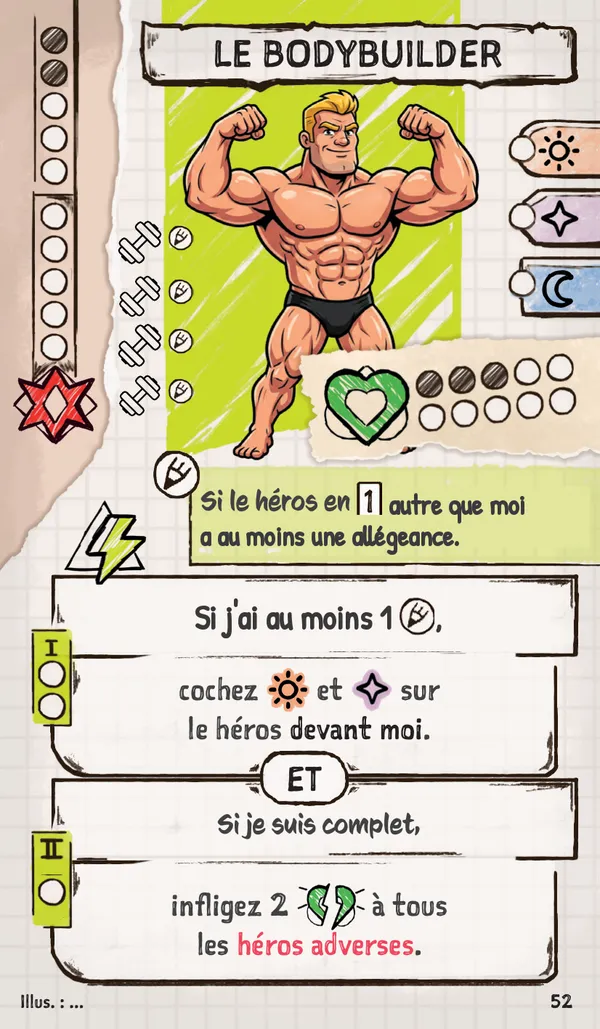 LE BODYBUILDER
Si le héros en 1 autre que moi
a au moins une allégeance.
Si j'ai au moins 1 ,
I
cochez et sur
le héros devant moi.
ET
Si je suis complet,
II
infligez 2 à tous
les héros adverses.
Illus. : ...
52